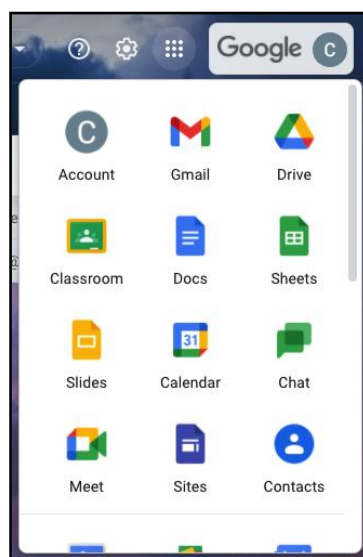 Google C
C
Account Gmail Drive
Classroom Docs Sheets
31
Slides Calendar Chat
Meet Sites Contacts